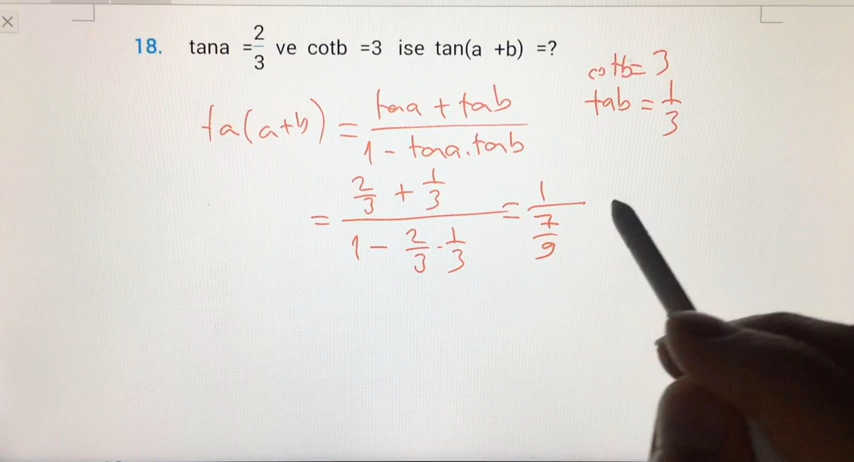 18. tana = 2/3 ve cotb =3 ise tan(a +b) =?
cotb= 3
tab = 1/3
ta(a+b) = (tana + tab) / (1 - tana.tanb)
= (2/3 + 1/3) / (1 - 2/3 . 1/3) = 1 / (7/9)